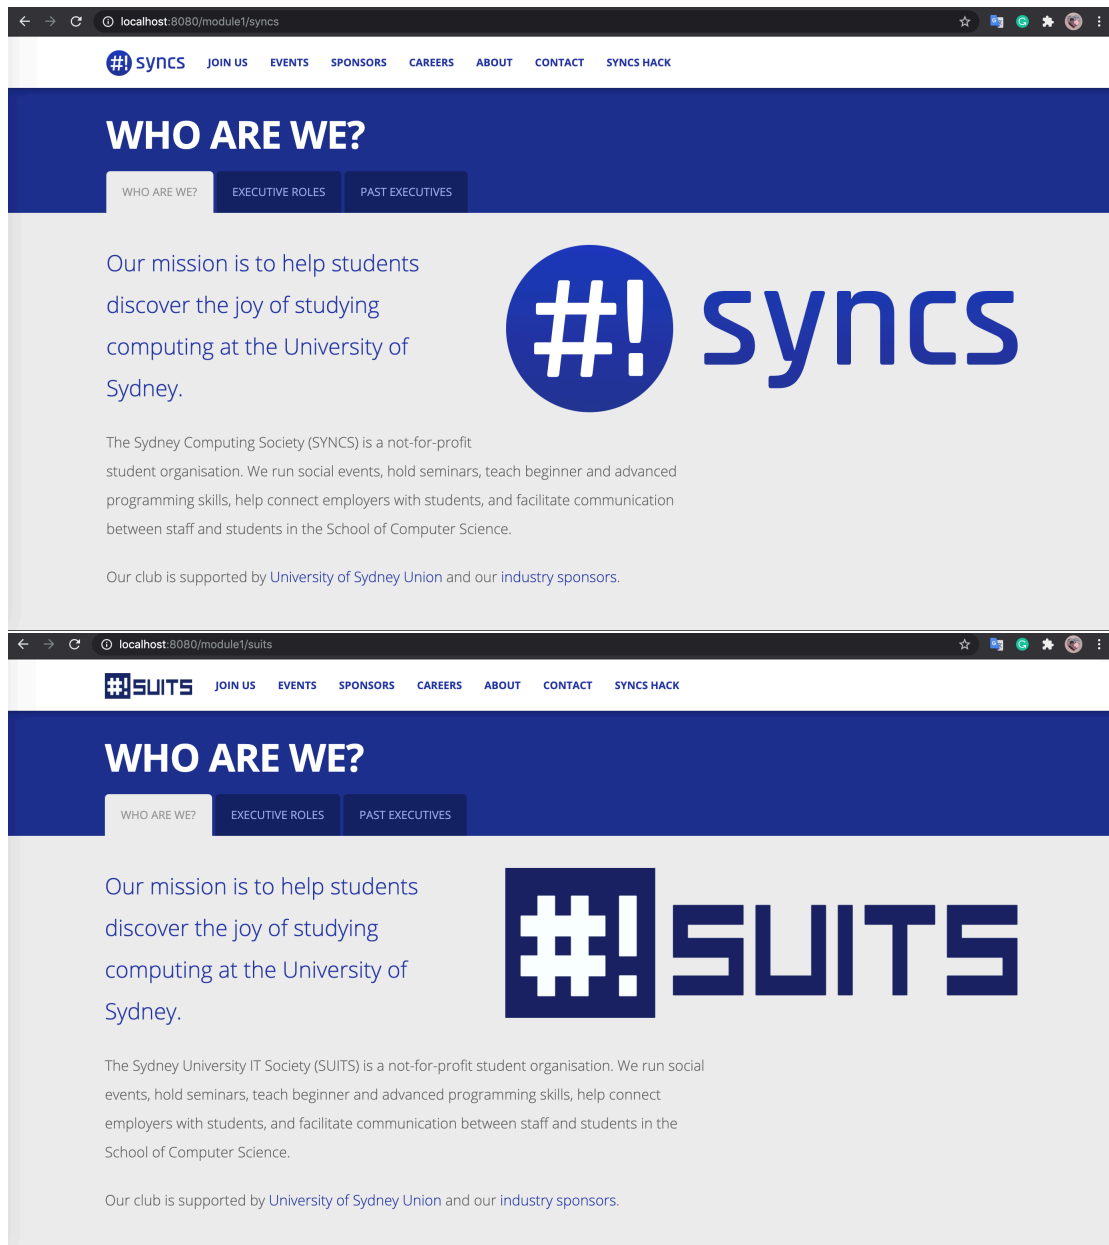 localhost:8080/module1/syncs
#! syncs JOIN US EVENTS SPONSORS CAREERS ABOUT CONTACT SYNCS HACK
WHO ARE WE?
WHO ARE WE? EXECUTIVE ROLES PAST EXECUTIVES
Our mission is to help students
discover the joy of studying
computing at the University of
Sydney.
#! syncs
The Sydney Computing Society (SYNCS) is a not-for-profit
student organisation. We run social events, hold seminars, teach beginner and advanced
programming skills, help connect employers with students, and facilitate communication
between staff and students in the School of Computer Science.
Our club is supported by University of Sydney Union and our industry sponsors.
localhost:8080/module1/suits
#! SUITS JOIN US EVENTS SPONSORS CAREERS ABOUT CONTACT SYNCS HACK
WHO ARE WE?
WHO ARE WE? EXECUTIVE ROLES PAST EXECUTIVES
Our mission is to help students
discover the joy of studying
computing at the University of
Sydney.
#! SUITS
The Sydney University IT Society (SUITS) is a not-for-profit student organisation. We run social
events, hold seminars, teach beginner and advanced programming skills, help connect
employers with students, and facilitate communication between staff and students in the
School of Computer Science.
Our club is supported by University of Sydney Union and our industry sponsors.